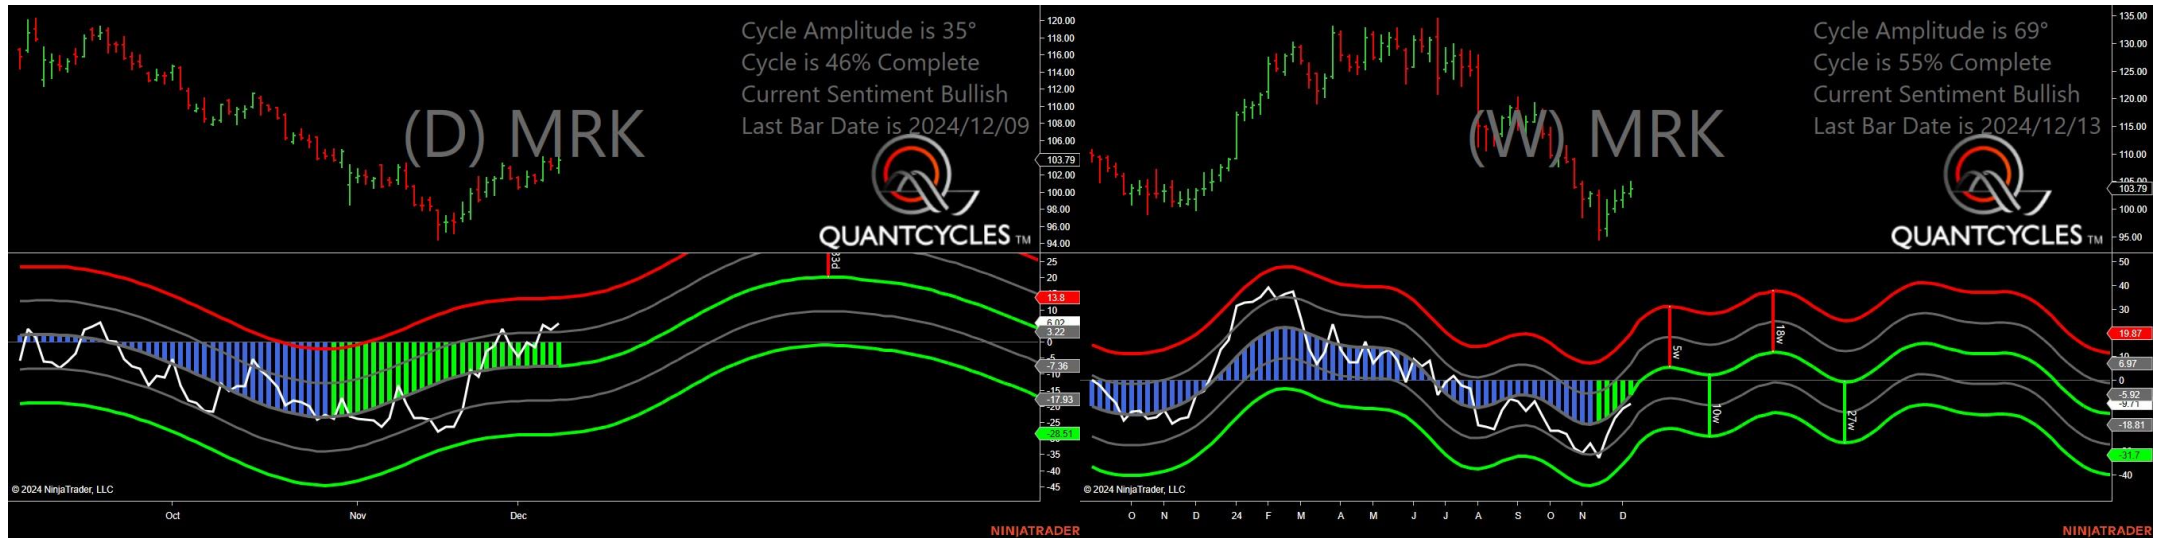 Cycle Amplitude is 35°
Cycle is 46% Complete
Current Sentiment Bullish
Last Bar Date is 2024/12/09
(D) MRK
QUANTCYCLES TM
120.00
118.00
116.00
114.00
112.00
110.00
108.00
106.00
103.79
102.00
100.00
98.00
96.00
94.00
33d
25
20
13.8
10
6.02
3.22
0
-5
-7.36
-10
-15
-17.93
-20
-25
-28.51
-35
-40
-45
© 2024 NinjaTrader, LLC
Oct Nov Dec
NINJATRADER
Cycle Amplitude is 69°
Cycle is 55% Complete
Current Sentiment Bullish
Last Bar Date is 2024/12/13
(W) MRK
QUANTCYCLES TM
135.00
130.00
125.00
120.00
115.00
110.00
105.00
103.79
100.00
95.00
5w
10w
18w
27w
50
40
30
19.87
10
6.97
0
-5.92
-9.71
-18.81
-31.7
-40
© 2024 NinjaTrader, LLC
O N D 24 F M A M J J A S O N D
NINJATRADER